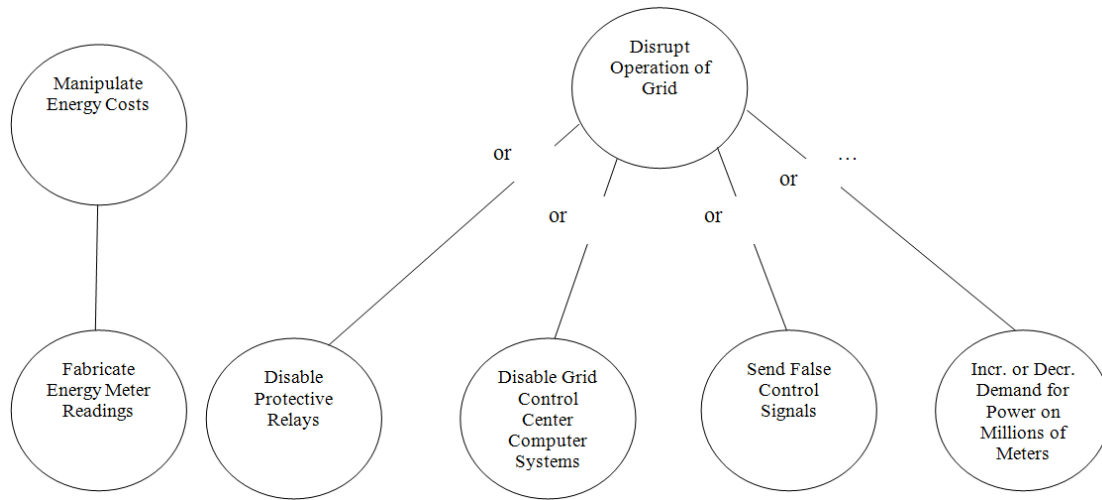 Manipulate
Energy Costs
Disrupt
Operation of
Grid
or
…
or
or
or
Fabricate
Energy Meter
Readings
Disable
Protective
Relays
Disable Grid
Control
Center
Computer
Systems
Send False
Control
Signals
Incr. or Decr.
Demand for
Power on
Millions of
Meters